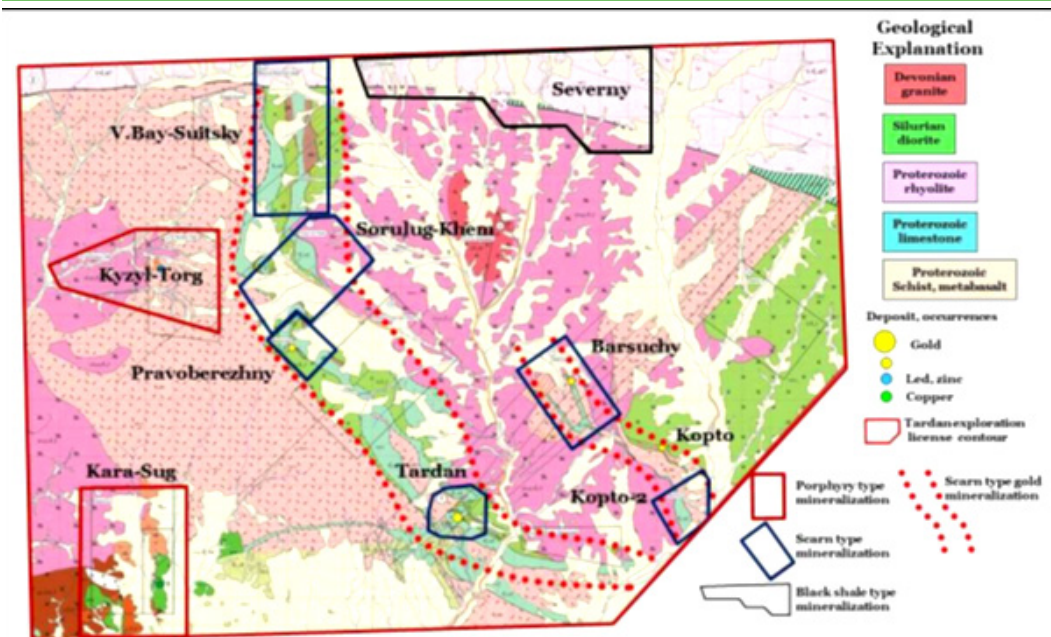 Geological
Explanation
Devonian
granite
Silurian
diorite
Proterozoic
rhyolite
Proterozoic
limestone
Proterozoic
Schist, metabasalt
Deposit, occurrences
Gold
Led, zinc
Copper
Tardan exploration
license contour
Porphyry type
mineralization
Scarn type gold
mineralization
Scarn type
mineralization
Black shale type
mineralization
Severny
V.Bay-Suitsky
Sorulug-Khem
Kyzyl-Torg
Barsuchy
Pravoberezhny
Kopto
Kara-Sug
Tardan
Kopto-2